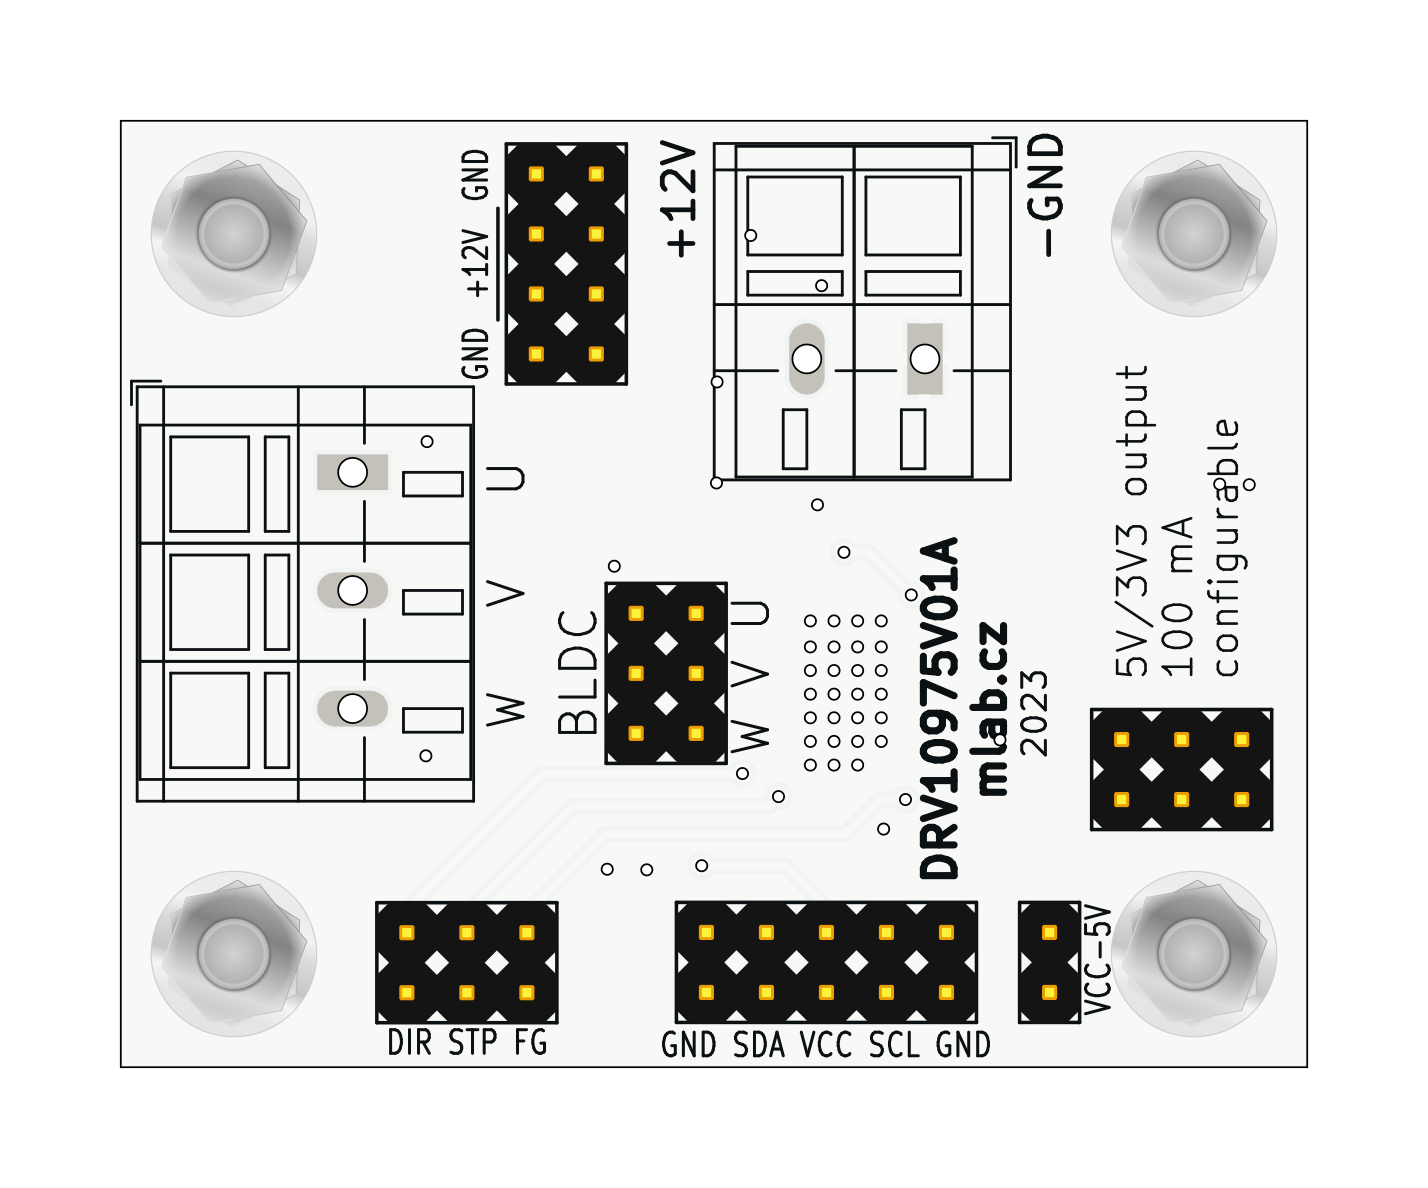 GND
+12V
GND
+12V
-GND
U
V
W
BLDC
U
V
W
DRV10975V01A
mlab.cz
2023
5V/3V3 output
100 mA
configurable
DIR STP FG
GND SDA VCC SCL GND
VCC-5V